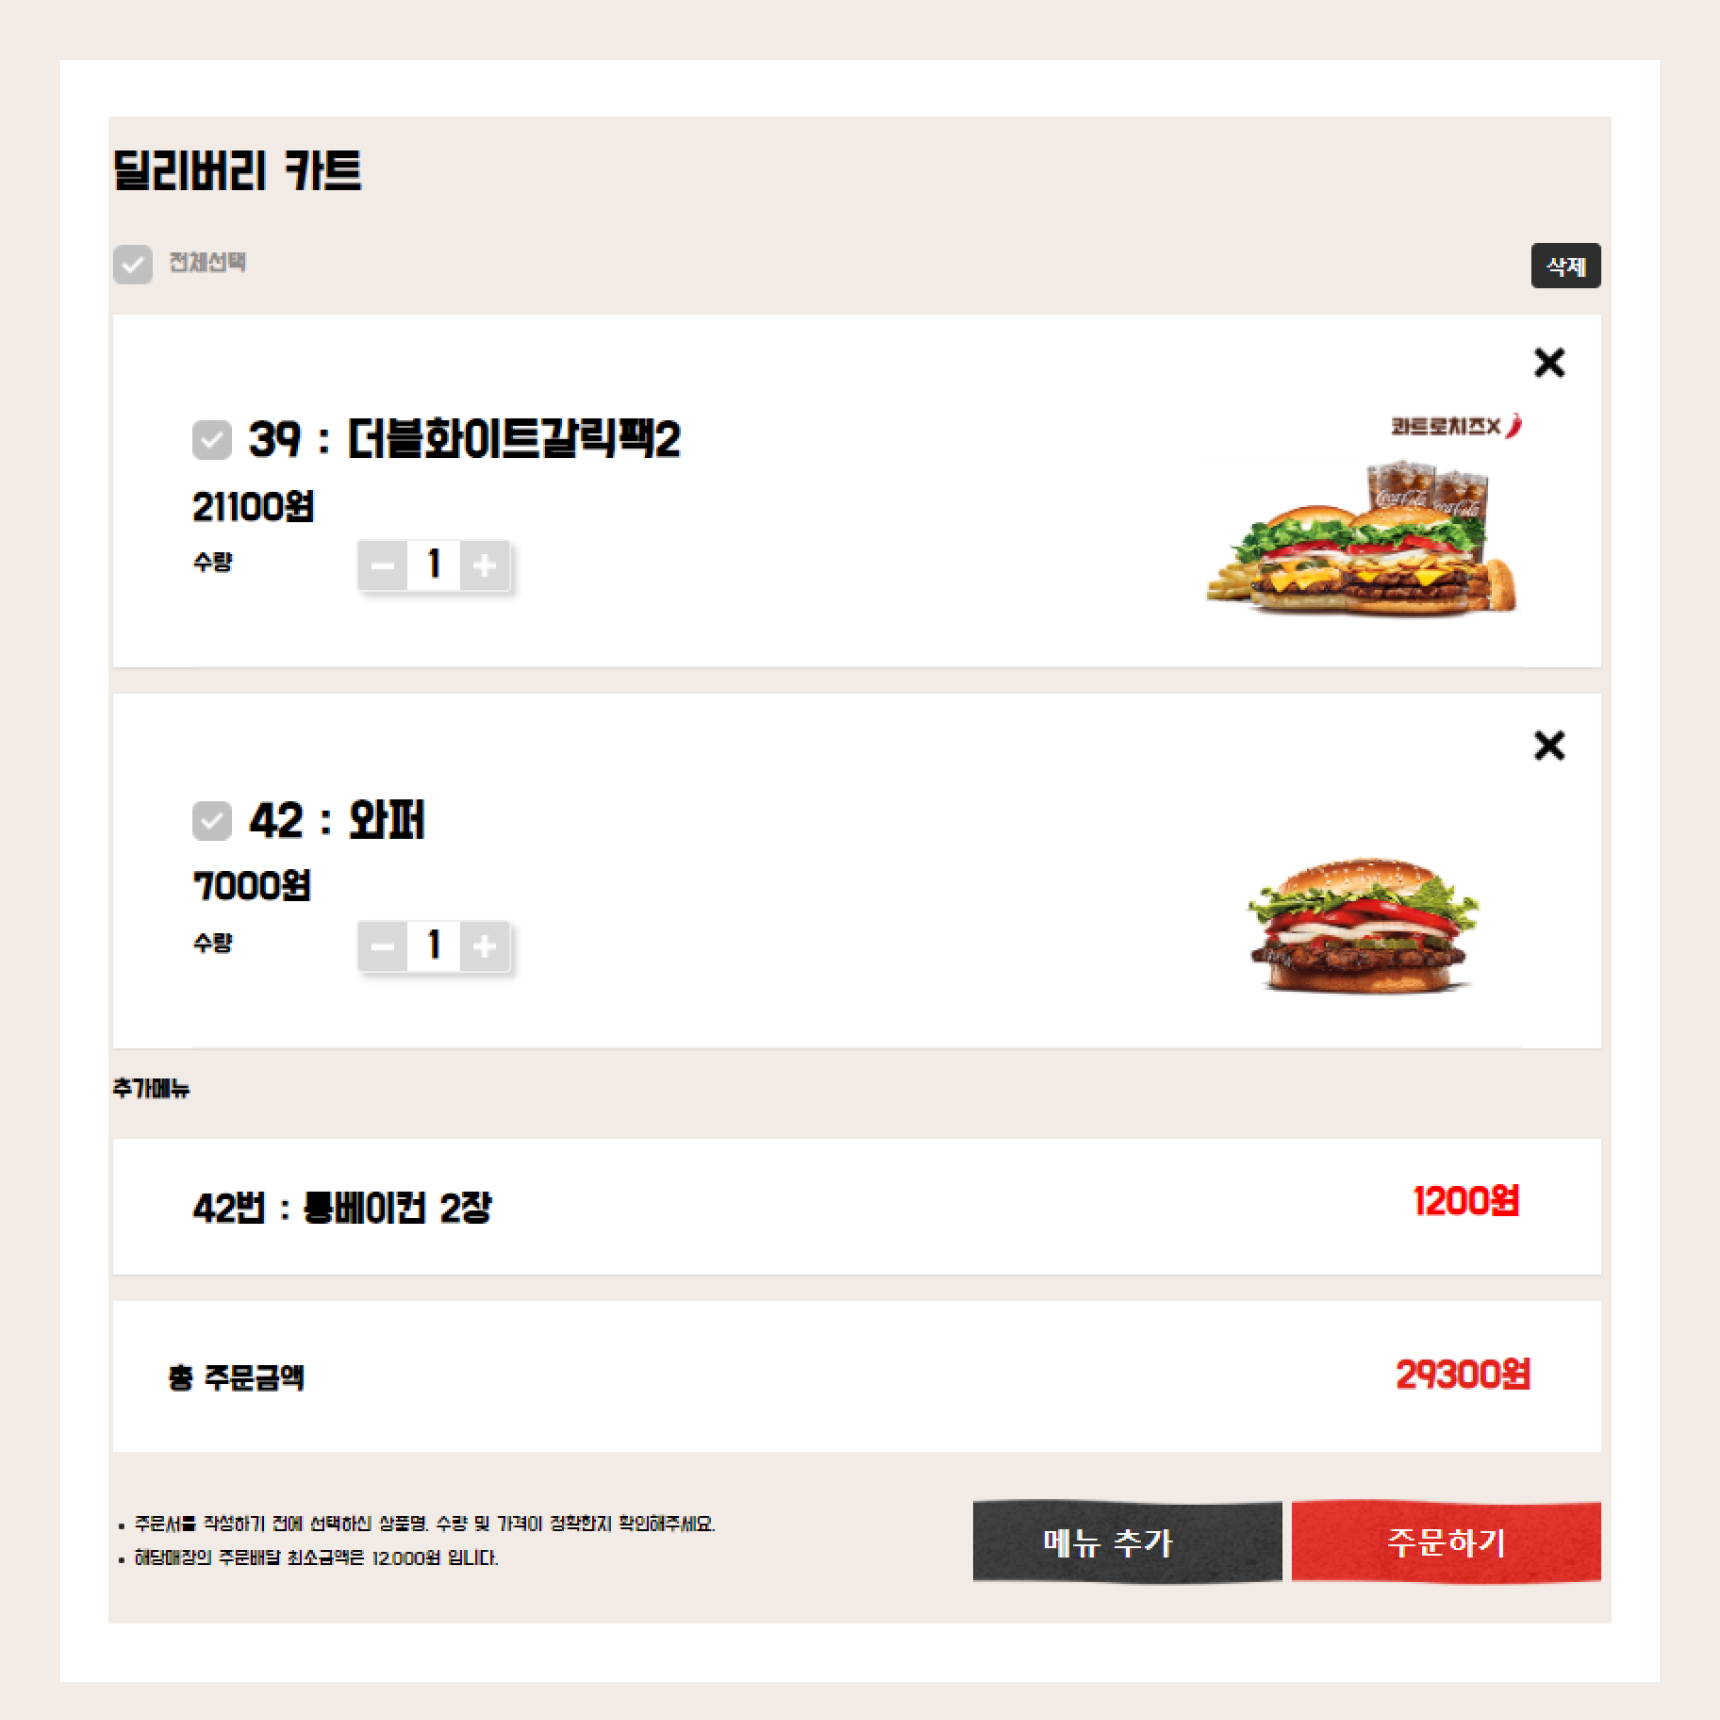 딜리버리 카트
전체선택
삭제
39 : 더블화이트갈릭팩2
21100원
수량
1
콰트로치즈X
Coca-Cola
Coca-Cola
42 : 와퍼
7000원
수량
1
추가메뉴
42번 : 통베이컨 2장
1200원
총 주문금액
29300원
주문서를 작성하기 전에 선택하신 상품명, 수량 및 가격이 정확한지 확인해주세요.
해당매장의 주문배달 최소금액은 12,000원 입니다.
메뉴 추가
주문하기